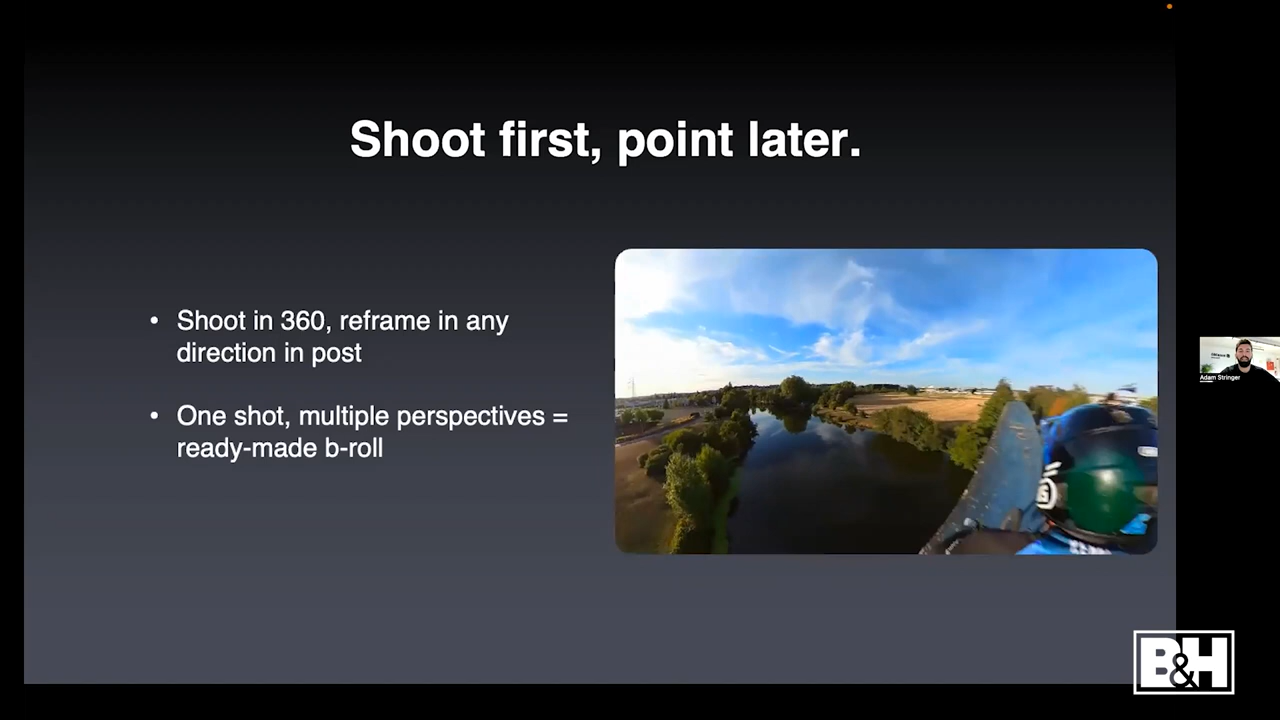 Shoot first, point later.
• Shoot in 360, reframe in any
direction in post
• One shot, multiple perspectives =
ready-made b-roll
Adam Stringer
B&H